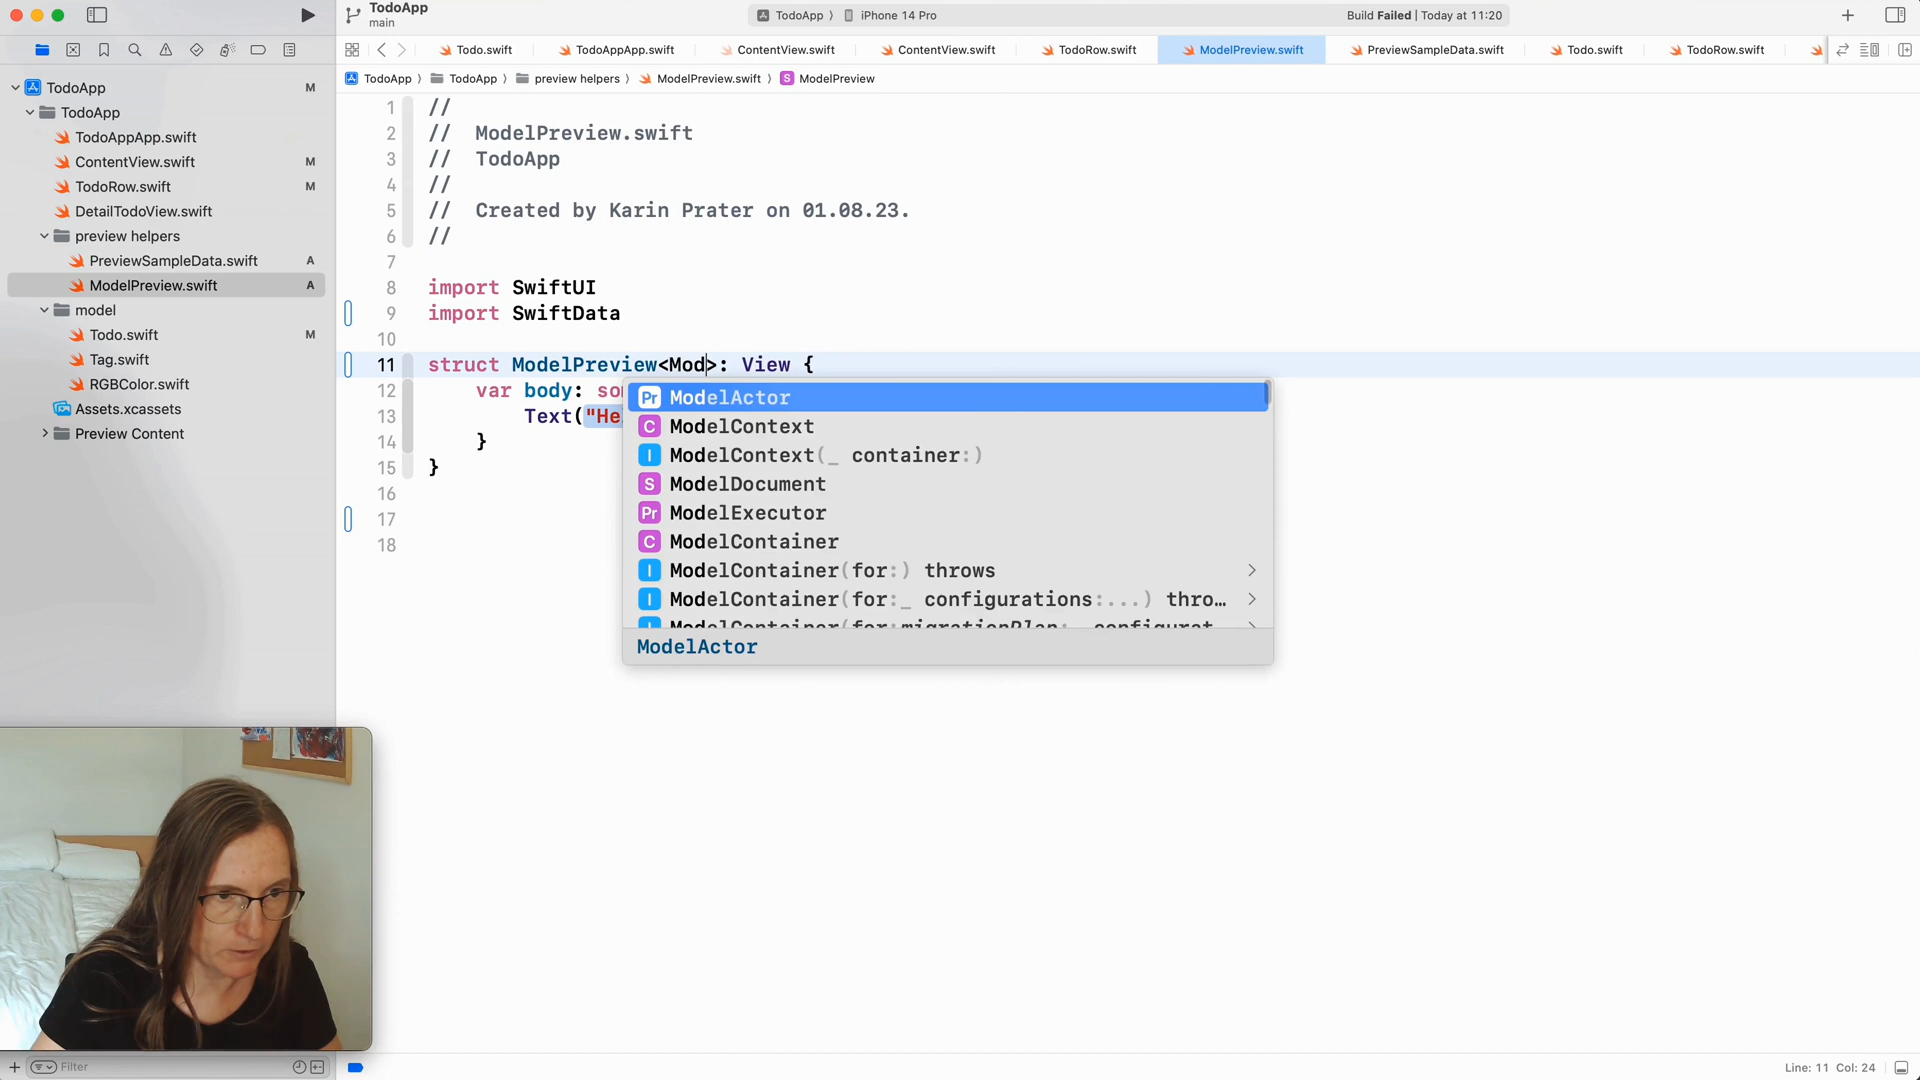 TodoApp
main
TodoApp 〉 iPhone 14 Pro
Build Failed | Today at 11:20
Todo.swift
TodoAppApp.swift
ContentView.swift
ContentView.swift
TodoRow.swift
ModelPreview.swift
PreviewSampleData.swift
Todo.swift
TodoRow.swift
TodoApp 〉 TodoApp 〉 preview helpers 〉 ModelPreview.swift 〉 S ModelPreview
TodoApp M
TodoApp
TodoAppApp.swift
ContentView.swift M
TodoRow.swift M
DetailTodoView.swift
preview helpers
PreviewSampleData.swift A
ModelPreview.swift A
model
Todo.swift M
Tag.swift
RGBColor.swift
Assets.xcassets
Preview Content
Filter
1 //
2 //  ModelPreview.swift
3 //  TodoApp
4 //
5 //  Created by Karin Prater on 01.08.23.
6 //
7
8 import SwiftUI
9 import SwiftData
10
11 struct ModelPreview<Mod>: View {
12     var body: so
13         Text("He
14     }
15 }
16
17
18
Pr ModelActor
C ModelContext
I ModelContext(_ container:)
S ModelDocument
Pr ModelExecutor
C ModelContainer
I ModelContainer(for:) throws
I ModelContainer(for:_ configurations:...) thro…
ModelActor
Line: 11 Col: 24